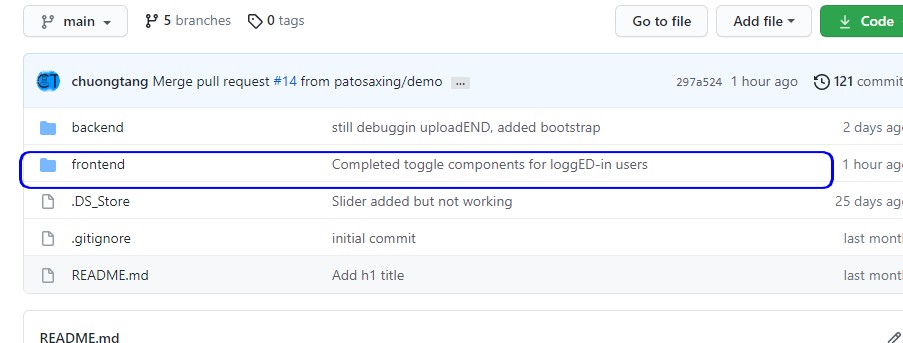 main 5 branches 0 tags Go to file Add file Code
chuongtang Merge pull request #14 from patosaxing/demo ... 297a524 1 hour ago 121 commit
backend still debuggin uploadEND, added bootstrap 2 days ag
frontend Completed toggle components for loggED-in users 1 hour ag
.DS_Store Slider added but not working 25 days ag
.gitignore initial commit last mont
README.md Add h1 title last mont
README.md